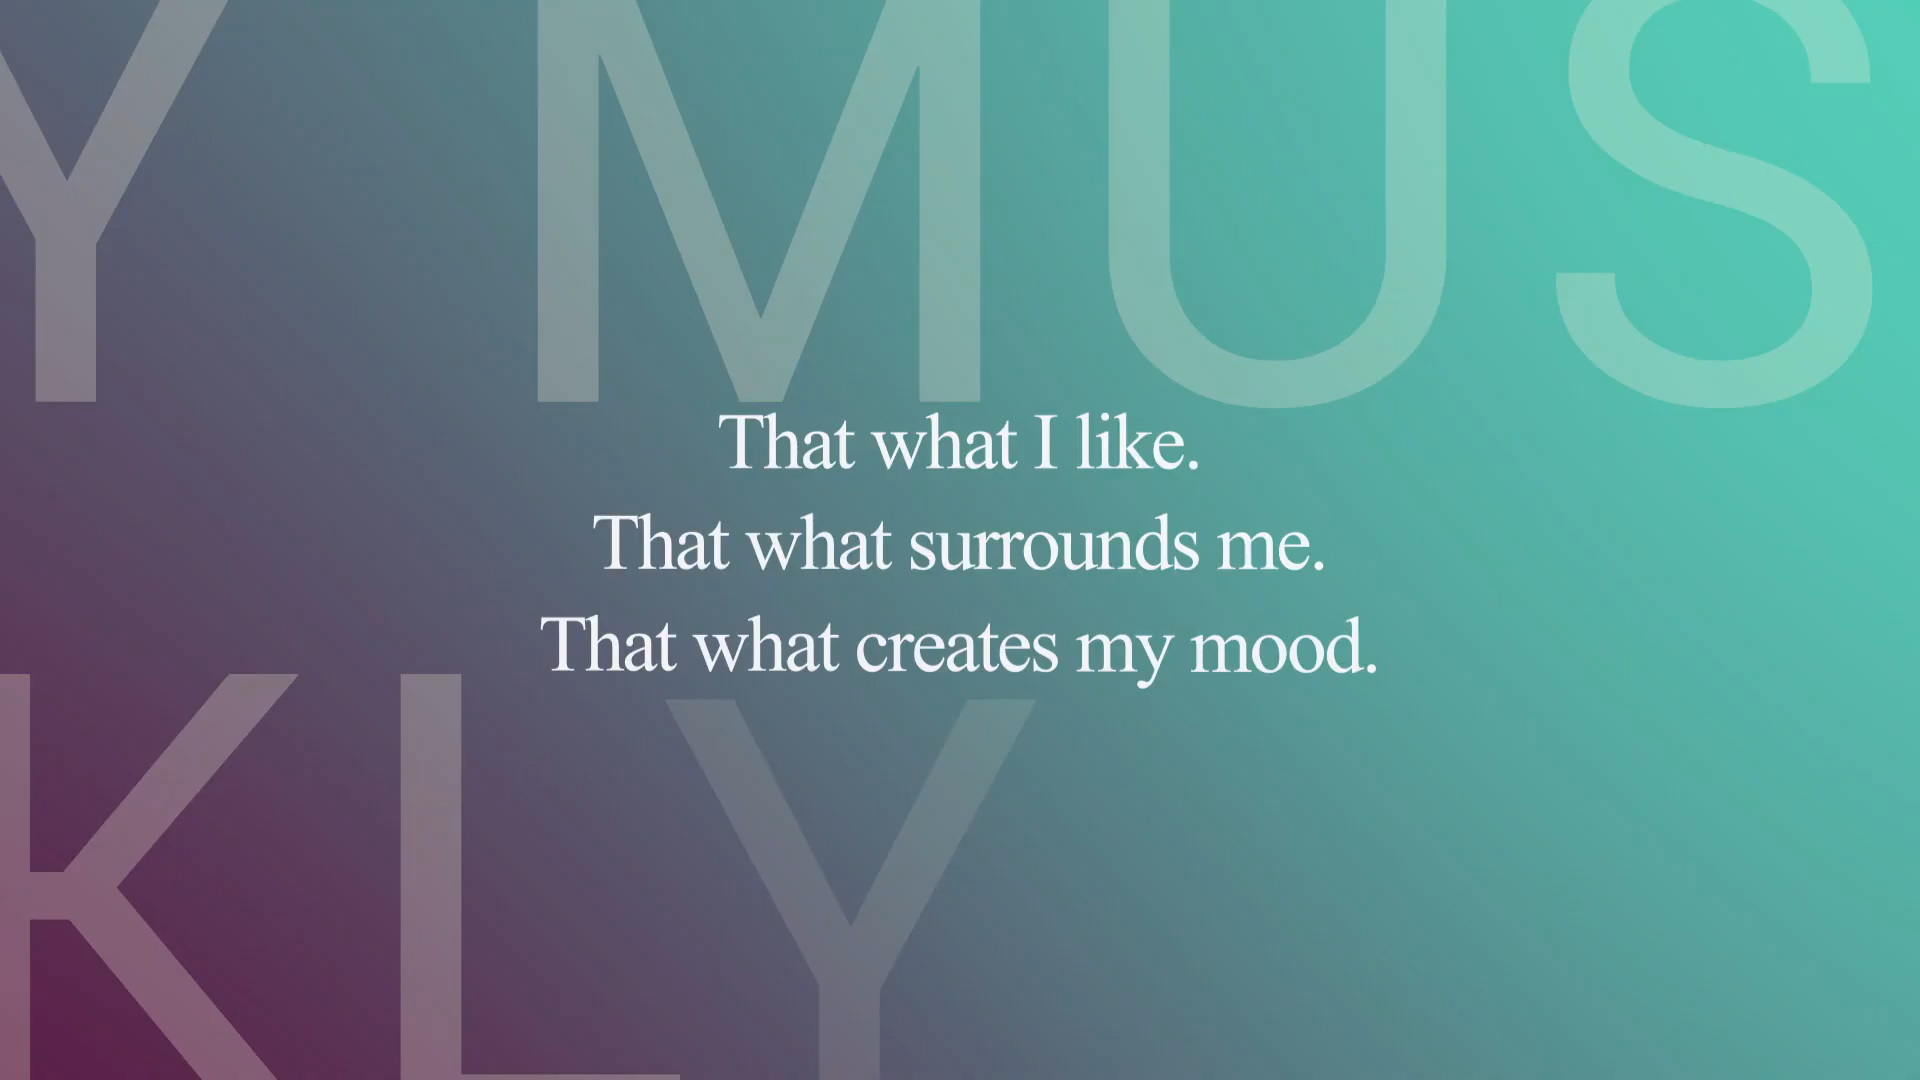 Y MUS
That what I like.
That what surrounds me.
That what creates my mood.
KLY